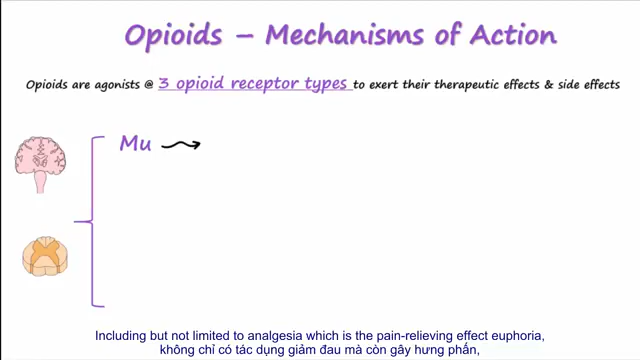 Opioids – Mechanisms of Action
Opioids are agonists @ 3 opioid receptor types to exert their therapeutic effects & side effects
Mu
Including but not limited to analgesia which is the pain-relieving effect euphoria,
không chỉ có tác dụng giảm đau mà còn gây hưng phấn,